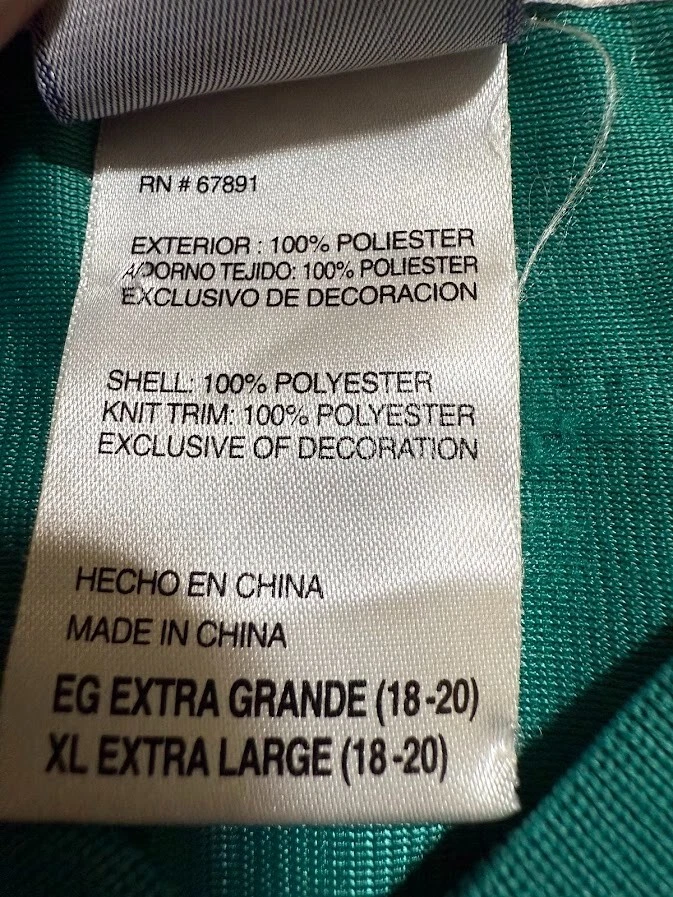 RN # 67891
EXTERIOR : 100% POLIESTER
ADORNO TEJIDO: 100% POLIESTER
EXCLUSIVO DE DECORACION
SHELL: 100% POLYESTER
KNIT TRIM: 100% POLYESTER
EXCLUSIVE OF DECORATION
HECHO EN CHINA
MADE IN CHINA
EG EXTRA GRANDE (18-20)
XL EXTRA LARGE (18-20)